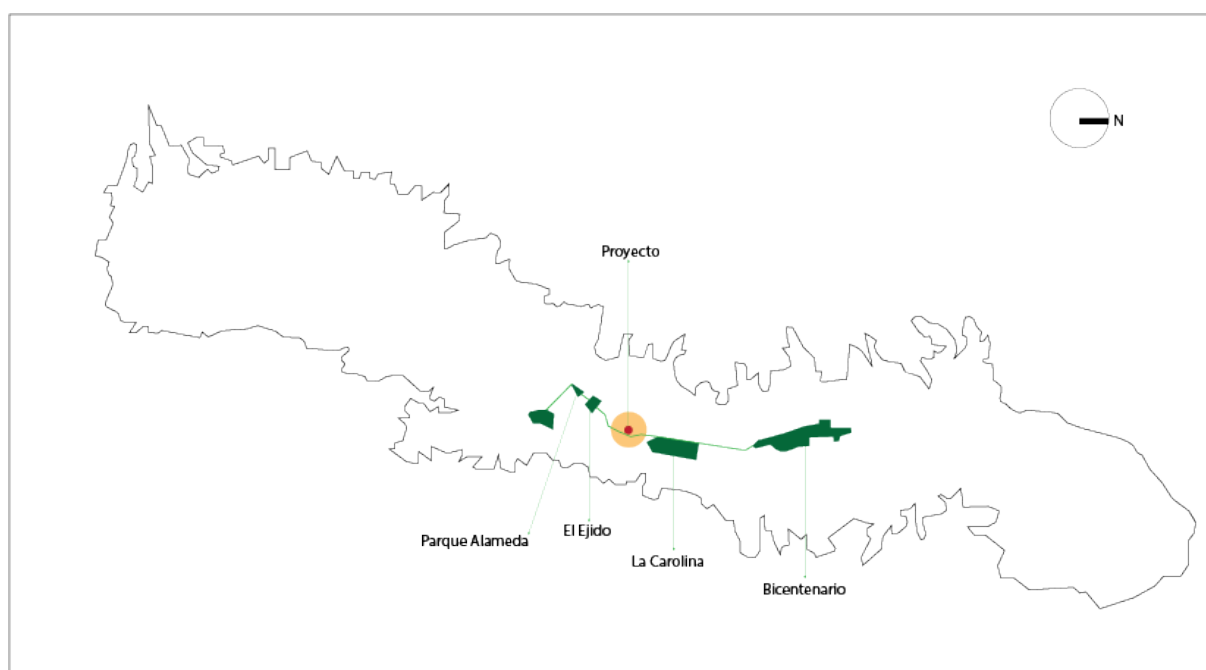 N
Proyecto
El Ejido
Parque Alameda
La Carolina
Bicentenario